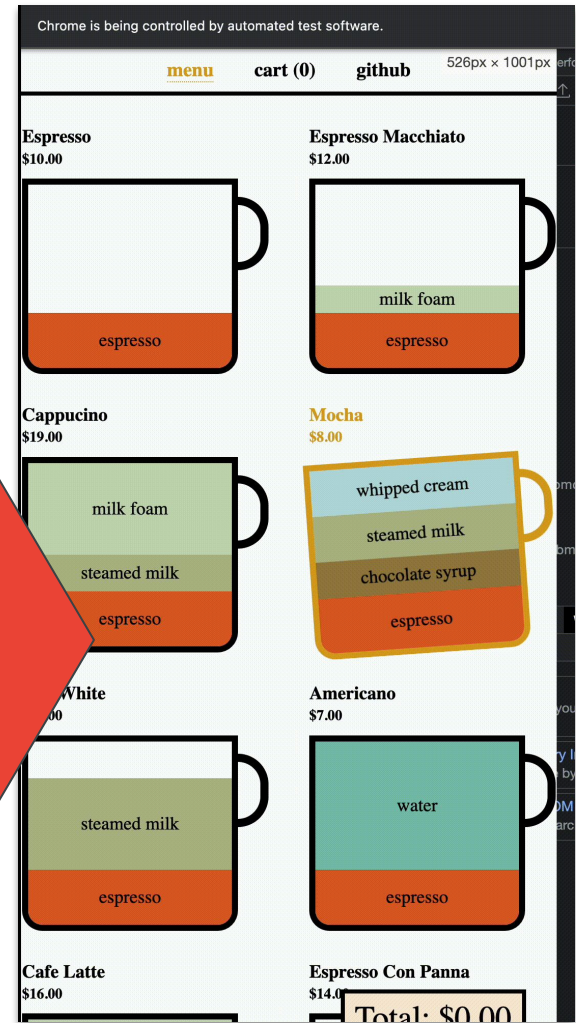 Chrome is being controlled by automated test software.
menu cart (0) github
526px × 1001px
Espresso
$10.00
espresso
Espresso Macchiato
$12.00
milk foam
espresso
Cappucino
$19.00
milk foam
steamed milk
espresso
Mocha
$8.00
whipped cream
steamed milk
chocolate syrup
espresso
White
steamed milk
espresso
Americano
$7.00
water
espresso
Cafe Latte
$16.00
Espresso Con Panna
$14.00
Total: $0.00